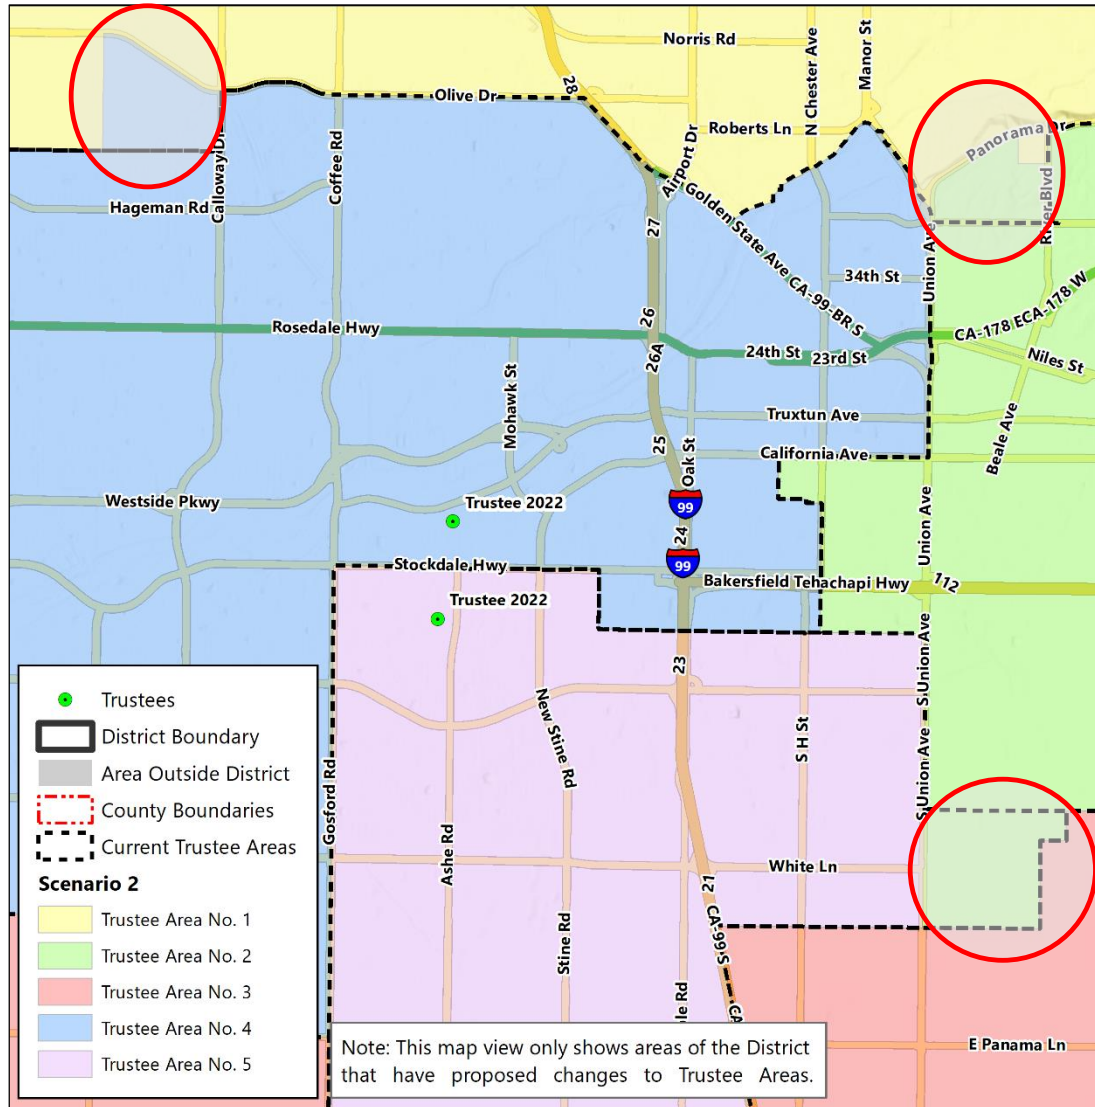 Norris Rd
N Chester Ave
Manor St
28
Olive Dr
Roberts Ln
Airport Dr
Panorama Dr
River Blvd
Calloway Dr
Coffee Rd
Hageman Rd
27
Golden State Ave CA-99-BR S
Union Ave
34th St
26
Rosedale Hwy
26A
24th St
23rd St
CA-178 ECA-178 W
Niles St
Mohawk St
Truxtun Ave
Beale Ave
25
Oak St
California Ave
Westside Pkwy
Trustee 2022
99
24
Union Ave
Stockdale Hwy
99
Bakersfield Tehachapi Hwy
112
Trustee 2022
23
S Union Ave
New Stine Rd
S H St
S Union Ave
Gosford Rd
Ashe Rd
White Ln
21
Stine Rd
CA-99 S
le Rd
CA
E Panama Ln
Trustees
District Boundary
Area Outside District
County Boundaries
Current Trustee Areas
Scenario 2
Trustee Area No. 1
Trustee Area No. 2
Trustee Area No. 3
Trustee Area No. 4
Trustee Area No. 5
Note: This map view only shows areas of the District
that have proposed changes to Trustee Areas.